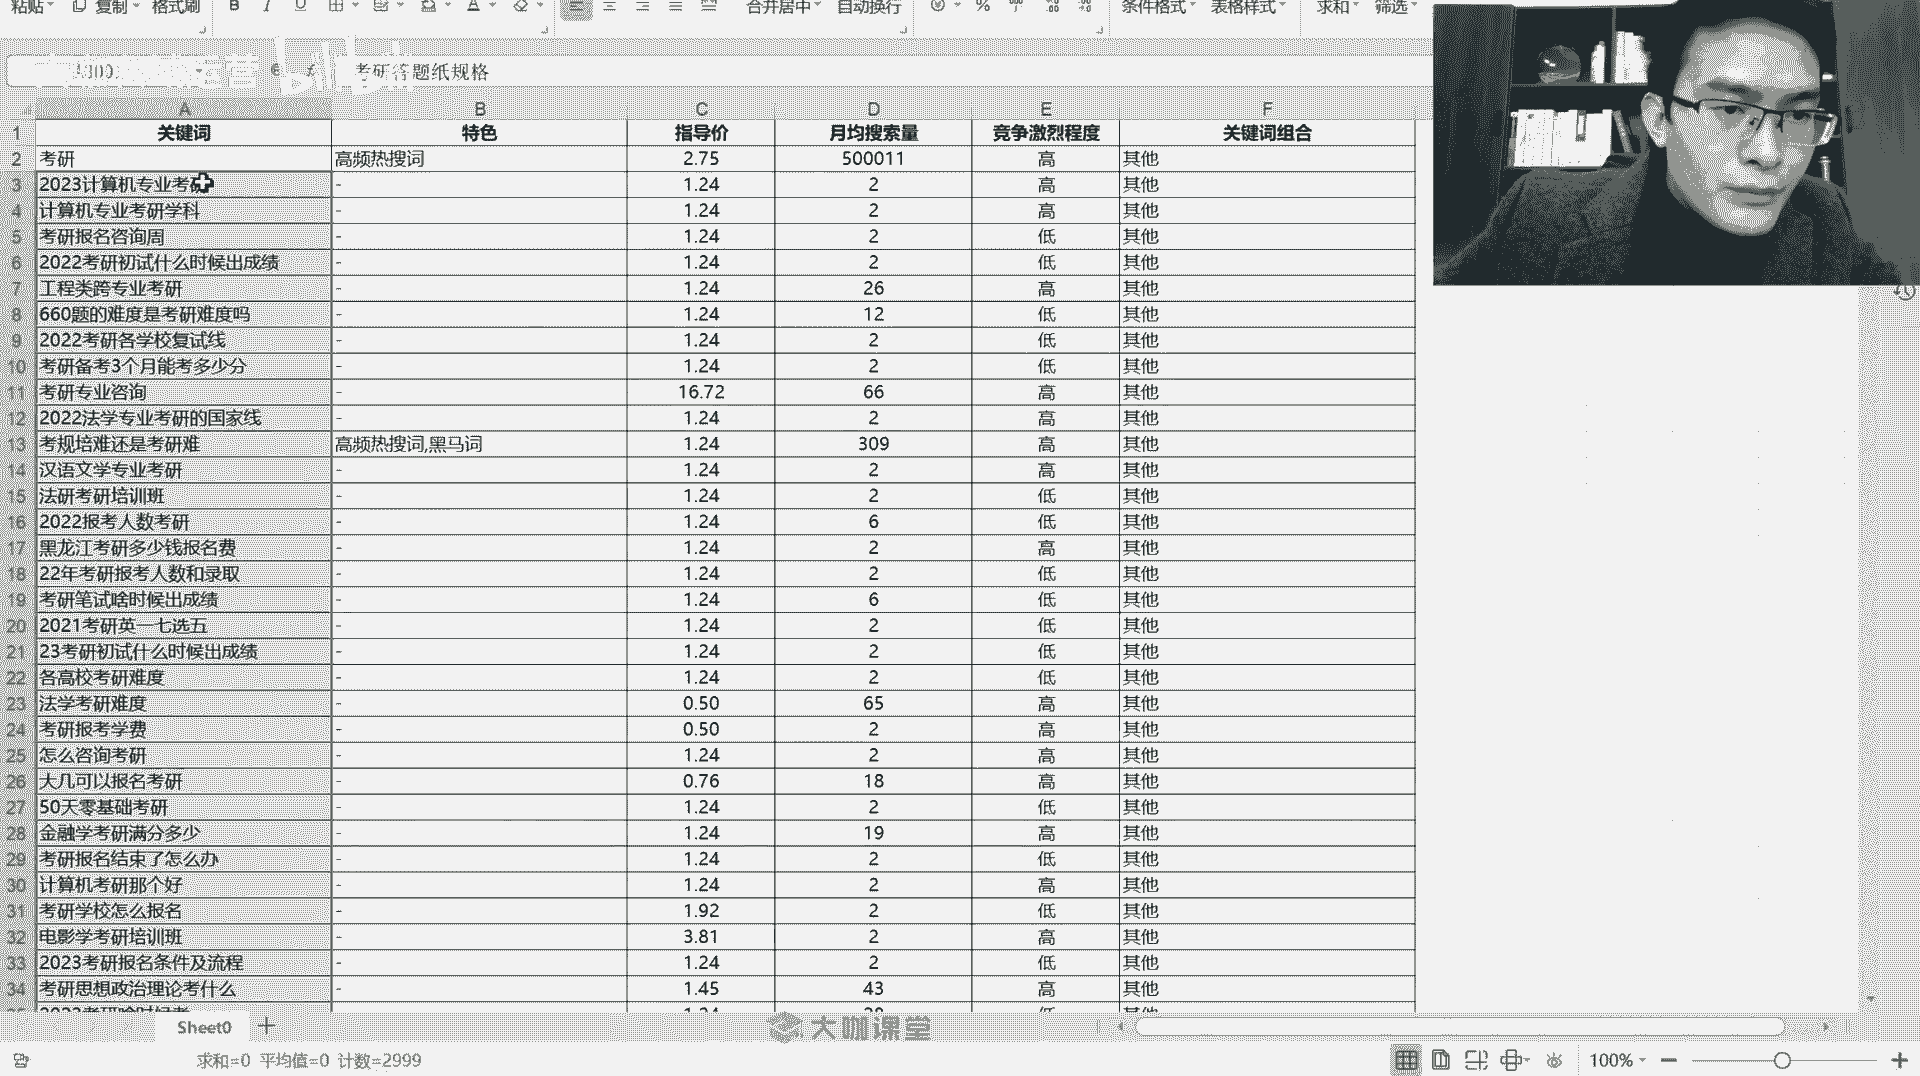 粘贴 复制 格式刷 B I U A 合并居中 自动换行 % 条件格式 表格样式 求和 筛选
考研答题纸规格
A B C D E F
1 关键词 特色 指导价 月均搜索量 竞争激烈程度 关键词组合
2 考研 高频热搜词 2.75 500011 高 其他
3 2023计算机专业考研 - 1.24 2 高 其他
4 计算机专业考研学科 - 1.24 2 高 其他
5 考研报名咨询周 - 1.24 2 低 其他
6 2022考研初试什么时候出成绩 - 1.24 2 低 其他
7 工程类跨专业考研 - 1.24 26 高 其他
8 660题的难度是考研难度吗 - 1.24 12 低 其他
9 2022考研各学校复试线 - 1.24 2 低 其他
10 考研备考3个月能考多少分 - 1.24 2 低 其他
11 考研专业咨询 - 16.72 66 高 其他
12 2022法学专业考研的国家线 - 1.24 2 高 其他
13 考规培难还是考研难 高频热搜词,黑马词 1.24 309 高 其他
14 汉语文学专业考研 - 1.24 2 高 其他
15 法研考研培训班 - 1.24 2 低 其他
16 2022报考人数考研 - 1.24 6 低 其他
17 黑龙江考研多少钱报名费 - 1.24 2 高 其他
18 22年考研报考人数和录取 - 1.24 2 低 其他
19 考研笔试啥时候出成绩 - 1.24 6 低 其他
20 2021考研英一七选五 - 1.24 2 低 其他
21 23考研初试什么时候出成绩 - 1.24 2 低 其他
22 各高校考研难度 - 1.24 2 低 其他
23 法学考研难度 - 0.50 65 高 其他
24 考研报考学费 - 0.50 2 高 其他
25 怎么咨询考研 - 1.24 2 高 其他
26 大几可以报名考研 - 0.76 18 高 其他
27 50天零基础考研 - 1.24 2 低 其他
28 金融学考研满分多少 - 1.24 19 高 其他
29 考研报名结束了怎么办 - 1.24 2 低 其他
30 计算机考研那个好 - 1.24 2 高 其他
31 考研学校怎么报名 - 1.92 2 低 其他
32 电影学考研培训班 - 3.81 2 高 其他
33 2023考研报名条件及流程 - 1.24 2 低 其他
34 考研思想政治理论考什么 - 1.45 43 高 其他
Sheet0 大咖课堂
求和=0 平均值=0 计数=2999 100%